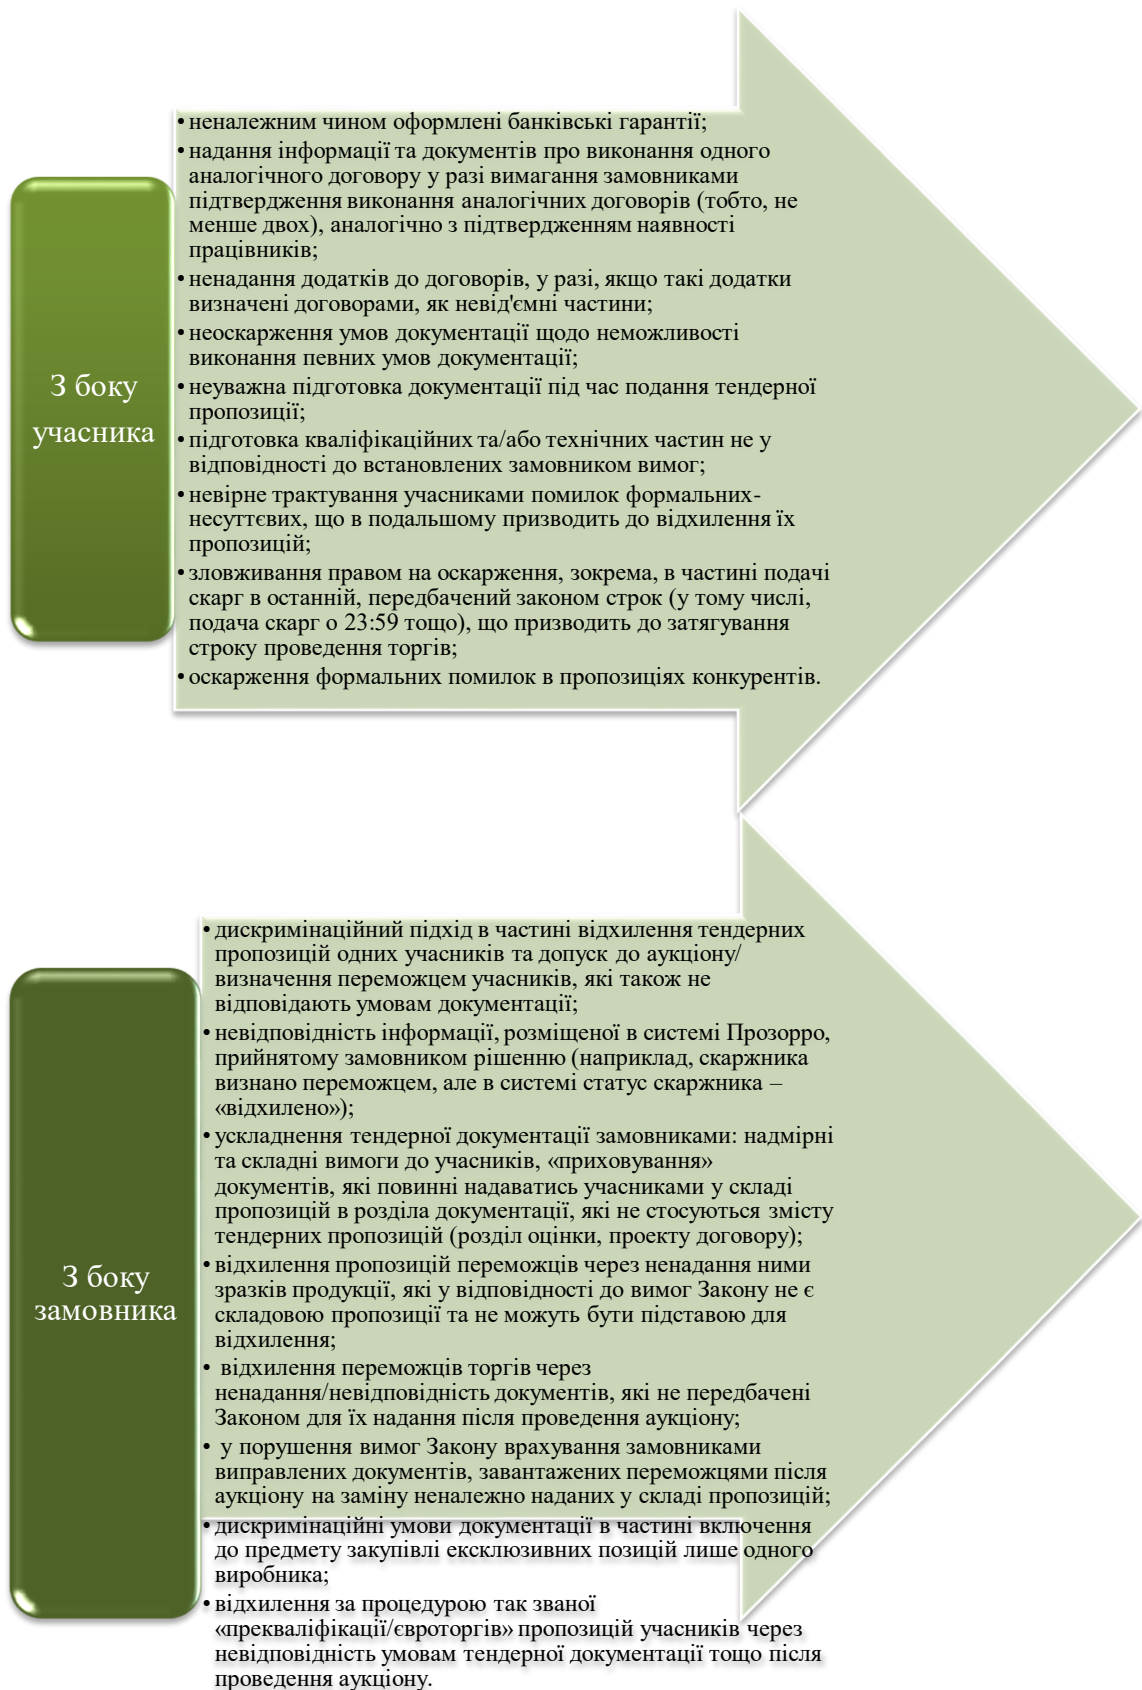 З боку
учасника
• неналежним чином оформлені банківські гарантії;
• надання інформації та документів про виконання одного
аналогічного договору у разі вимагання замовниками
підтвердження виконання аналогічних договорів (тобто, не
менше двох), аналогічно з підтвердженням наявності
працівників;
• ненадання додатків до договорів, у разі, якщо такі додатки
визначені договорами, як невід'ємні частини;
• неоскарження умов документації щодо неможливості
виконання певних умов документації;
• неуважна підготовка документації під час подання тендерної
пропозиції;
• підготовка кваліфікаційних та/або технічних частин не у
відповідності до встановлених замовником вимог;
• невірне трактування учасниками помилок формальних-
несуттєвих, що в подальшому призводить до відхилення їх
пропозицій;
• зловживання правом на оскарження, зокрема, в частині подачі
скарг в останній, передбачений законом строк (у тому числі,
подача скарг о 23:59 тощо), що призводить до затягування
строку проведення торгів;
• оскарження формальних помилок в пропозиціях конкурентів.
З боку
замовника
• дискримінаційний підхід в частині відхилення тендерних
пропозицій одних учасників та допуск до аукціону/
визначення переможцем учасників, які також не
відповідають умовам документації;
• невідповідність інформації, розміщеної в системі Прозорро,
прийнятому замовником рішенню (наприклад, скаржника
визнано переможцем, але в системі статус скаржника –
«відхилено»);
• ускладнення тендерної документації замовниками: надмірні
та складні вимоги до учасників, «приховування»
документів, які повинні надаватись учасниками у складі
пропозицій в розділа документації, які не стосуються змісту
тендерних пропозицій (розділ оцінки, проекту договору);
• відхилення пропозицій переможців через ненадання ними
зразків продукції, які у відповідності до вимог Закону не є
складовою пропозиції та не можуть бути підставою для
відхилення;
• відхилення переможців торгів через
ненадання/невідповідність документів, які не передбачені
Законом для їх надання після проведення аукціону;
• у порушення вимог Закону врахування замовниками
виправлених документів, завантажених переможцями після
аукціону на заміну неналежно наданих у складі пропозицій;
• дискримінаційні умови документації в частині включення
до предмету закупівлі ексклюзивних позицій лише одного
виробника;
• відхилення за процедурою так званої
«прекваліфікації/євроторгів» пропозицій учасників через
невідповідність умовам тендерної документації тощо після
проведення аукціону.